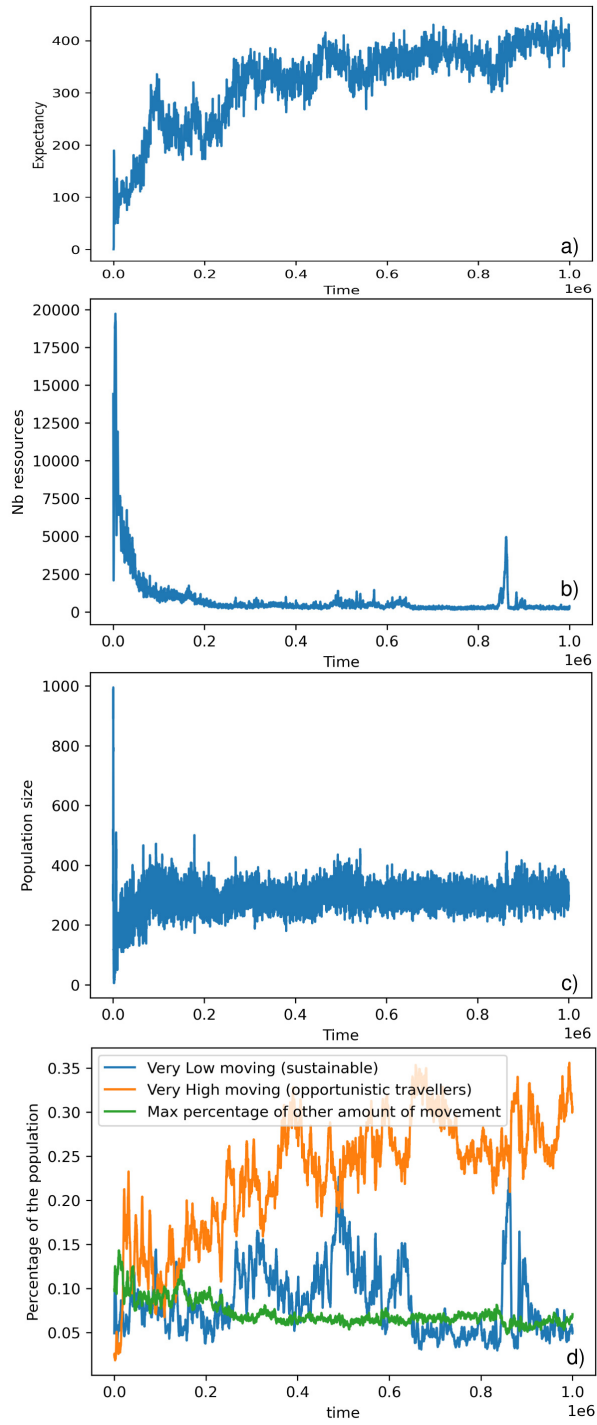 400
300
200
100
0
Expectancy
a)
0.0 0.2 0.4 0.6 0.8 1.0
Time
1e6
20000
17500
15000
12500
10000
7500
5000
2500
0
Nb ressources
b)
0.0 0.2 0.4 0.6 0.8 1.0
Time
1e6
1000
800
600
400
200
0
Population size
c)
0.0 0.2 0.4 0.6 0.8 1.0
Time
1e6
Very Low moving (sustainable)
Very High moving (opportunistic travellers)
Max percentage of other amount of movement
0.35
0.30
0.25
0.20
0.15
0.10
0.05
Percentage of the population
d)
0.0 0.2 0.4 0.6 0.8 1.0
time
1e6